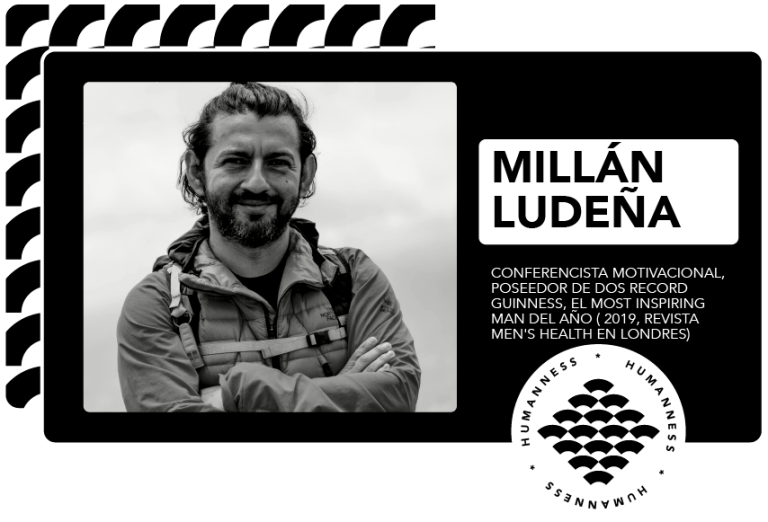 MILLÁN
LUDEÑA
CONFERENCISTA MOTIVACIONAL,
POSEEDOR DE DOS RECORD
GUINNESS, EL MOST INSPIRING
MAN DEL AÑO ( 2019, REVISTA
MEN'S HEALTH EN LONDRES)
HUMANNESS * HUMANNESS * HUMANNESS *